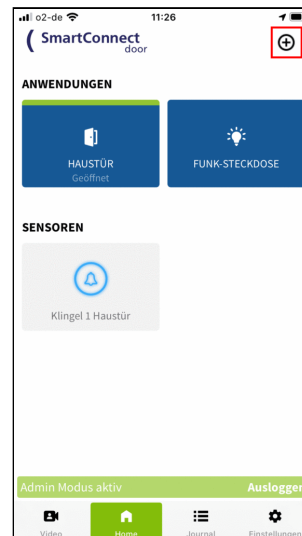 o2-de 11:26
SmartConnect
door
ANWENDUNGEN
HAUSTÜR FUNK-STECKDOSE
Geöffnet
SENSOREN
Klingel 1 Haustür
Admin Modus aktiv Ausloggen
Video Home Journal Einstellungen